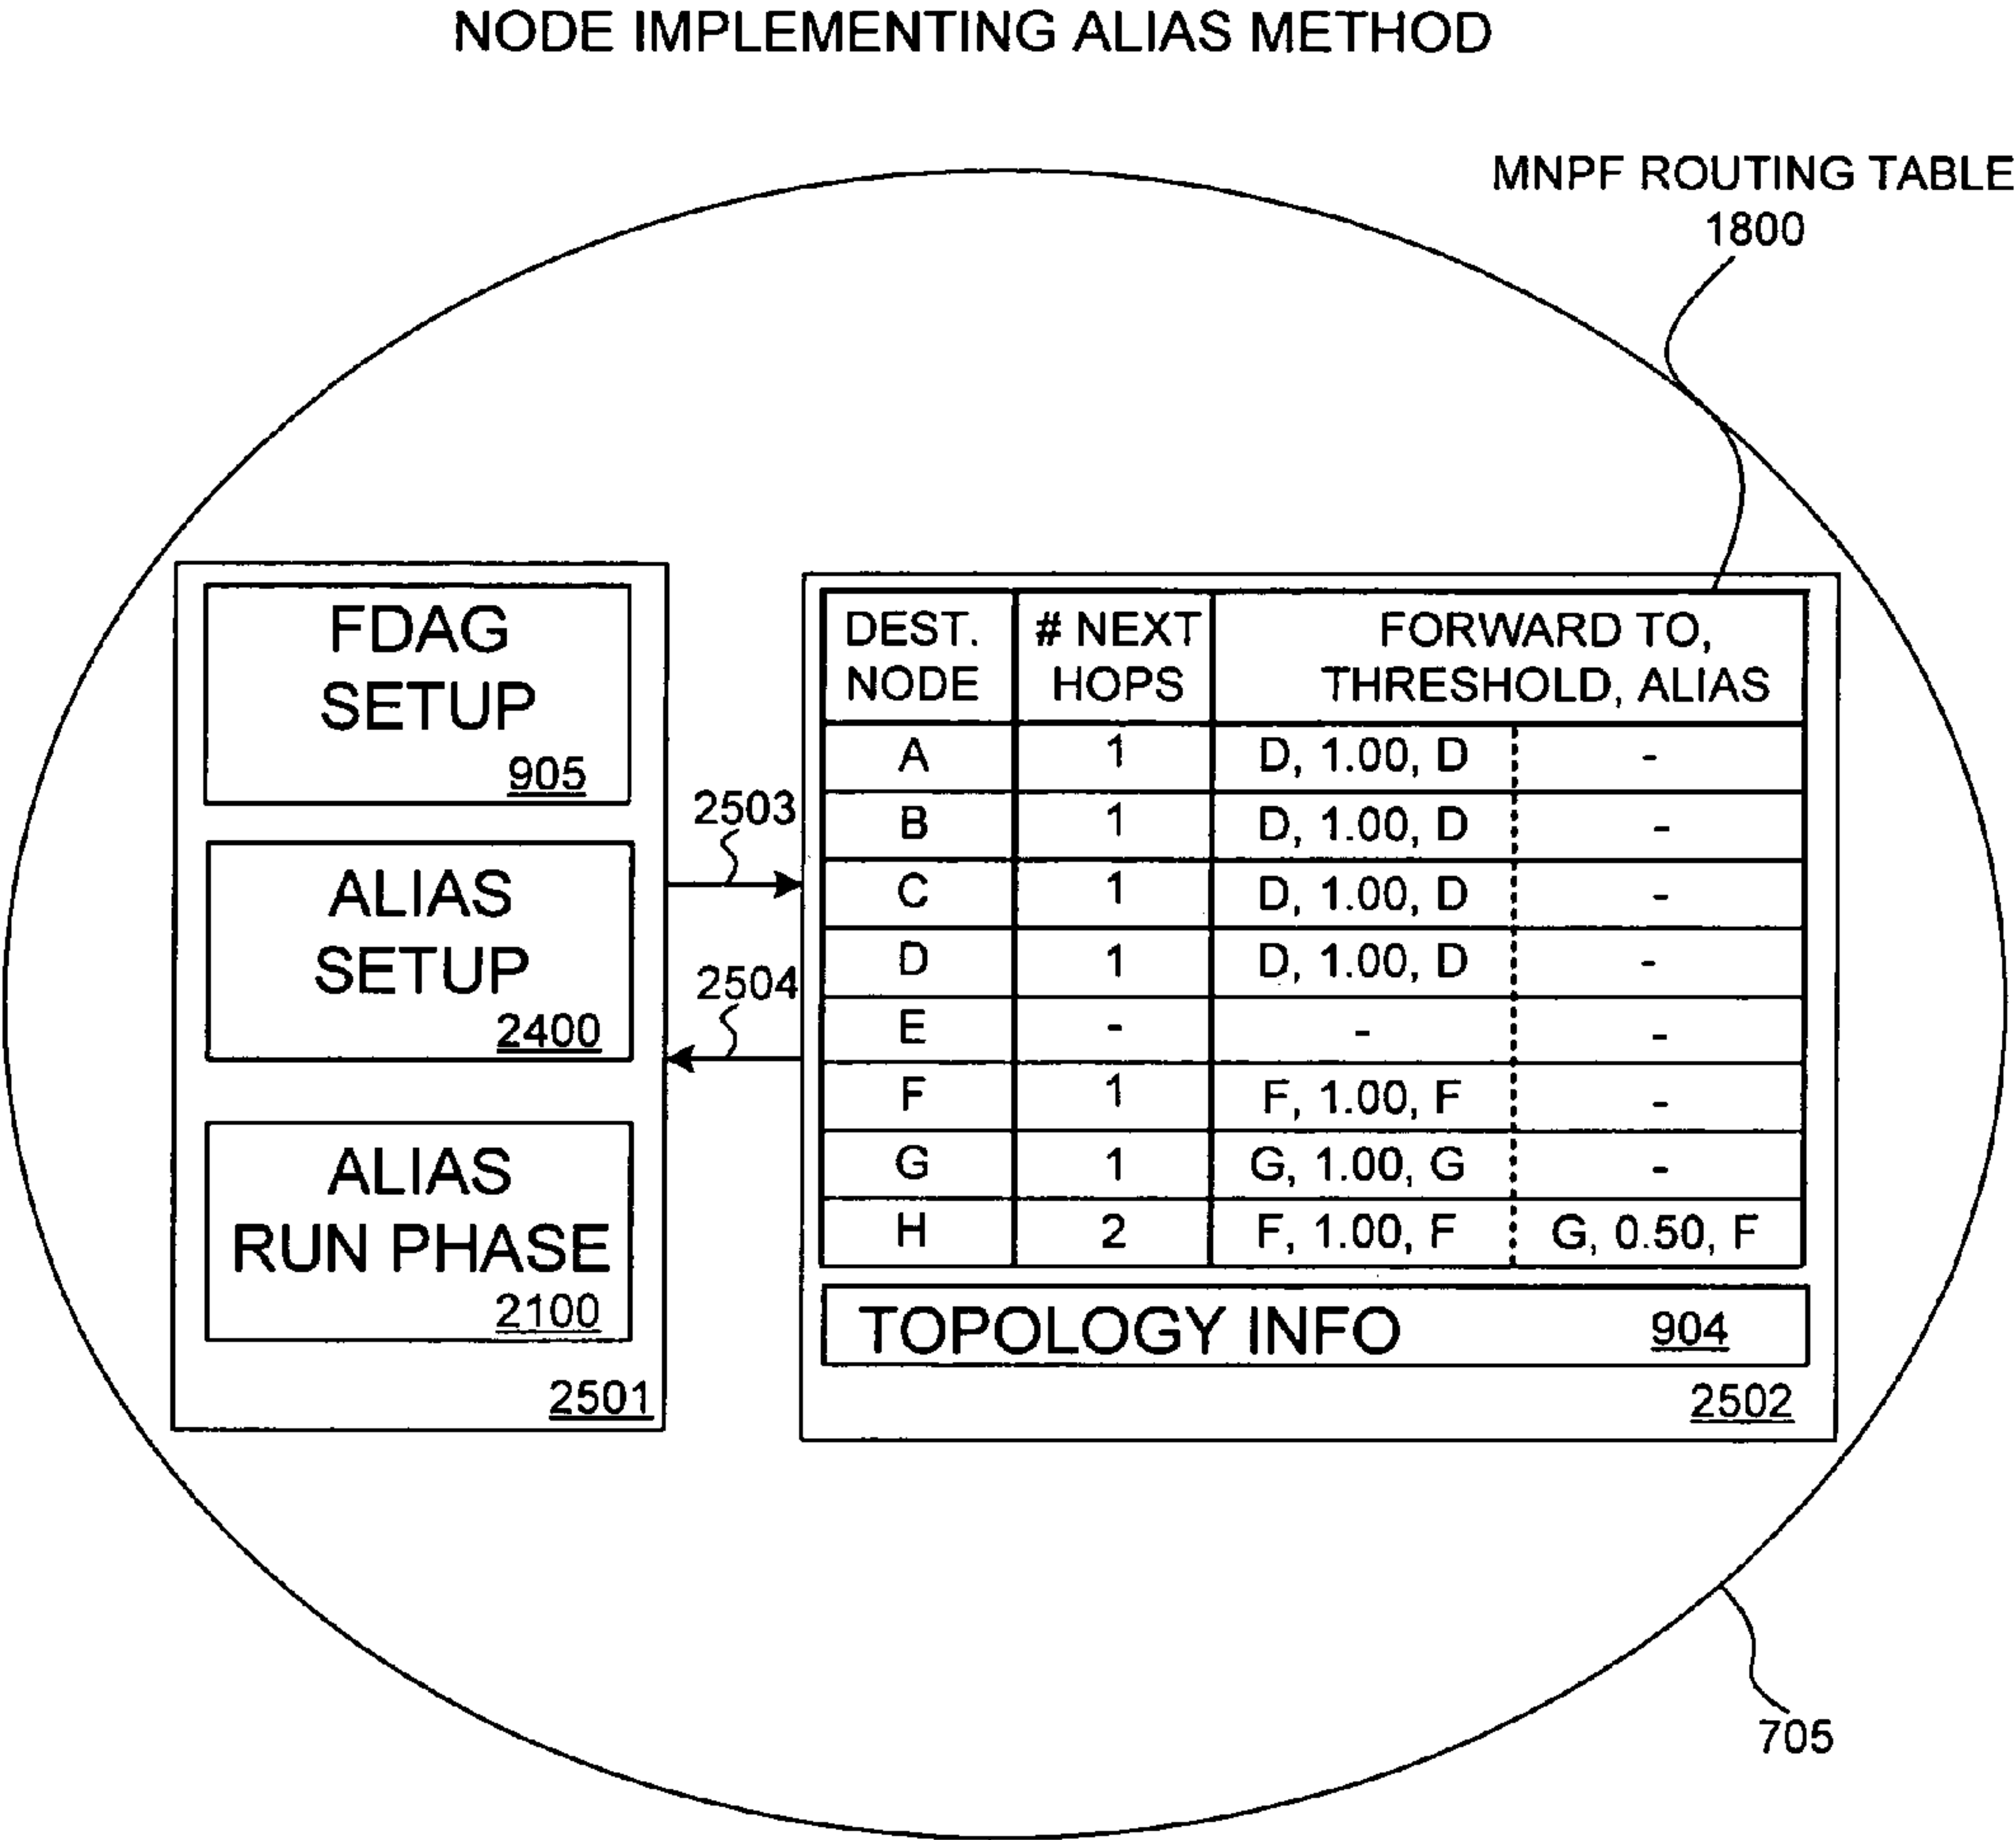 NODE IMPLEMENTING ALIAS METHOD
MNPF ROUTING TABLE
1800
FDAG
SETUP
905
ALIAS
SETUP
2400
ALIAS
RUN PHASE
2100
2501
2503
2504
DEST. NODE # NEXT HOPS FORWARD TO, THRESHOLD, ALIAS
A 1 D, 1.00, D -
B 1 D, 1.00, D -
C 1 D, 1.00, D -
D 1 D, 1.00, D -
E - - -
F 1 F, 1.00, F -
G 1 G, 1.00, G -
H 2 F, 1.00, F G, 0.50, F
TOPOLOGY INFO 904
2502
705